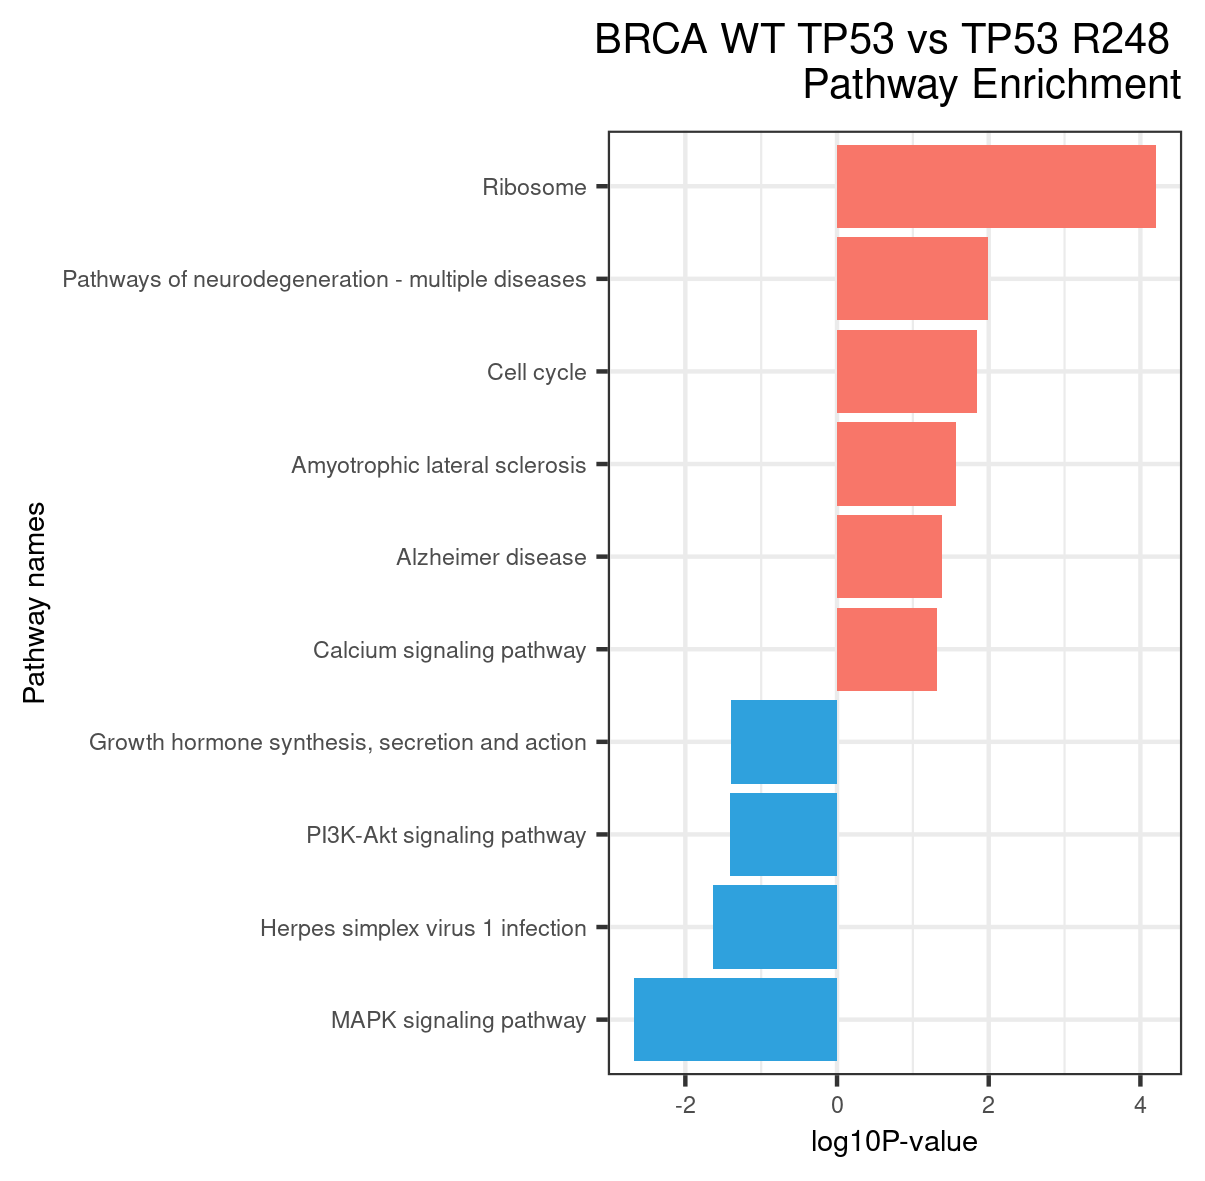 BRCA WT TP53 vs TP53 R248
Pathway Enrichment
Ribosome
Pathways of neurodegeneration - multiple diseases
Cell cycle
Amyotrophic lateral sclerosis
Alzheimer disease
Calcium signaling pathway
Growth hormone synthesis, secretion and action
PI3K-Akt signaling pathway
Herpes simplex virus 1 infection
MAPK signaling pathway
Pathway names
-2 0 2 4
log10P-value